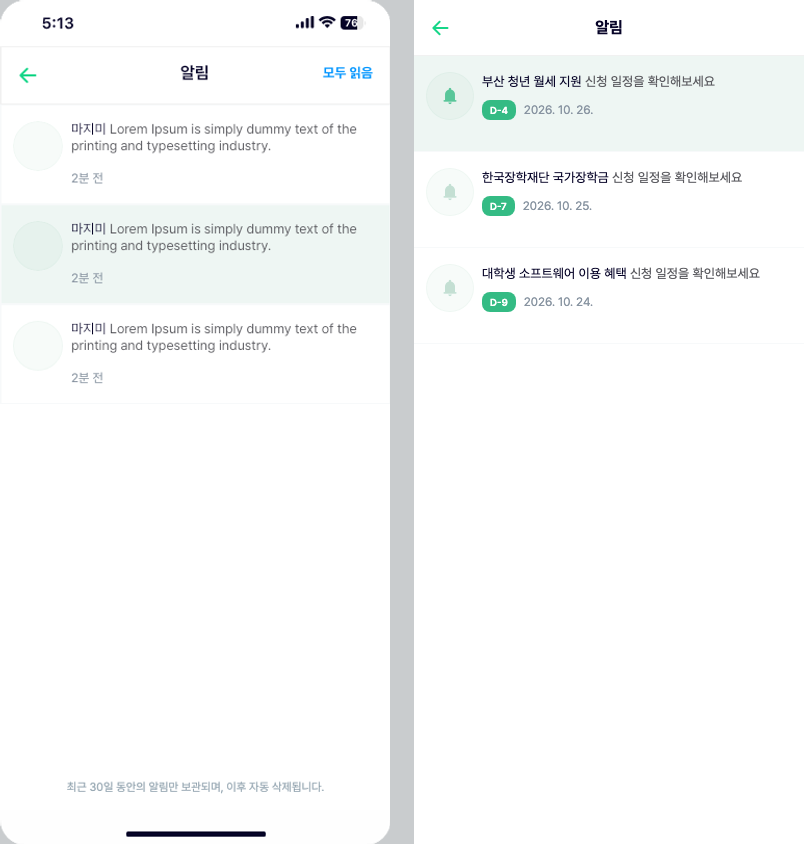 5:13
76
알림
모두 읽음
마지미 Lorem Ipsum is simply dummy text of the
printing and typesetting industry.
2분 전
마지미 Lorem Ipsum is simply dummy text of the
printing and typesetting industry.
2분 전
마지미 Lorem Ipsum is simply dummy text of the
printing and typesetting industry.
2분 전
최근 30일 동안의 알림만 보관되며, 이후 자동 삭제됩니다.
알림
부산 청년 월세 지원 신청 일정을 확인해보세요
D-4 2026. 10. 26.
한국장학재단 국가장학금 신청 일정을 확인해보세요
D-7 2026. 10. 25.
대학생 소프트웨어 이용 혜택 신청 일정을 확인해보세요
D-9 2026. 10. 24.